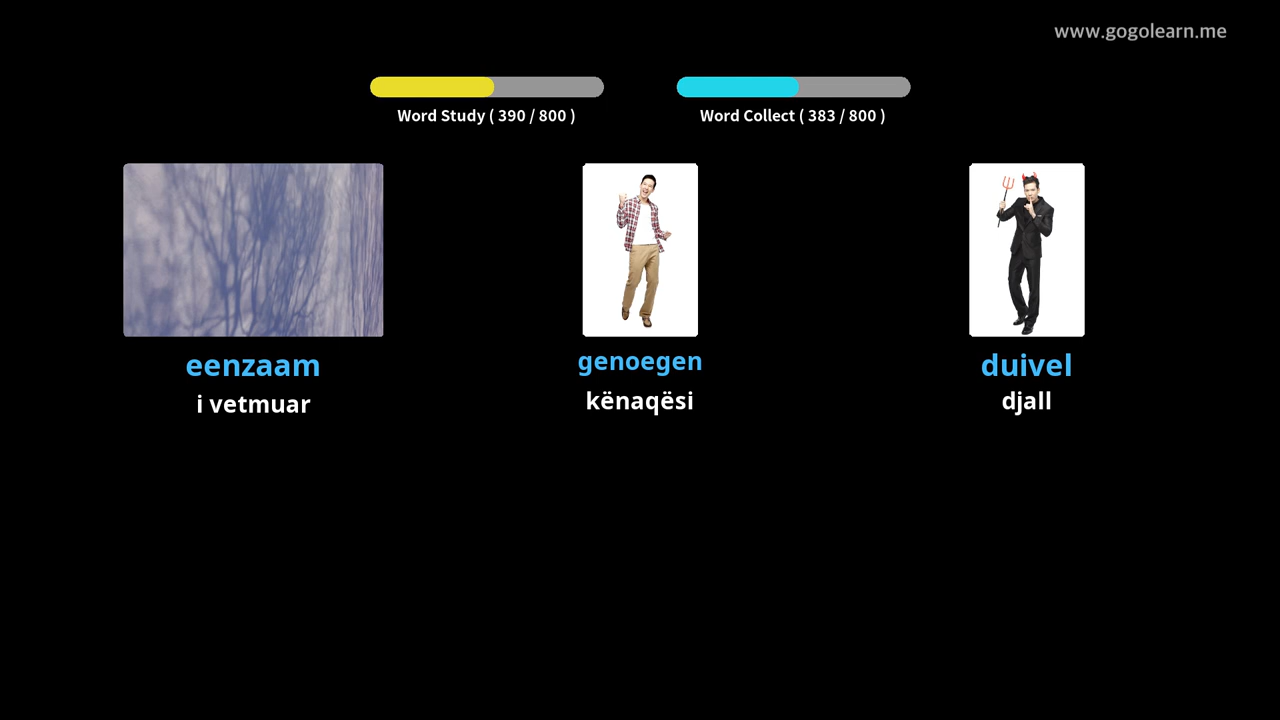 www.gogolearn.me
Word Study ( 390 / 800 )
Word Collect ( 383 / 800 )
eenzaam
i vetmuar
genoegen
kënaqësi
duivel
djall